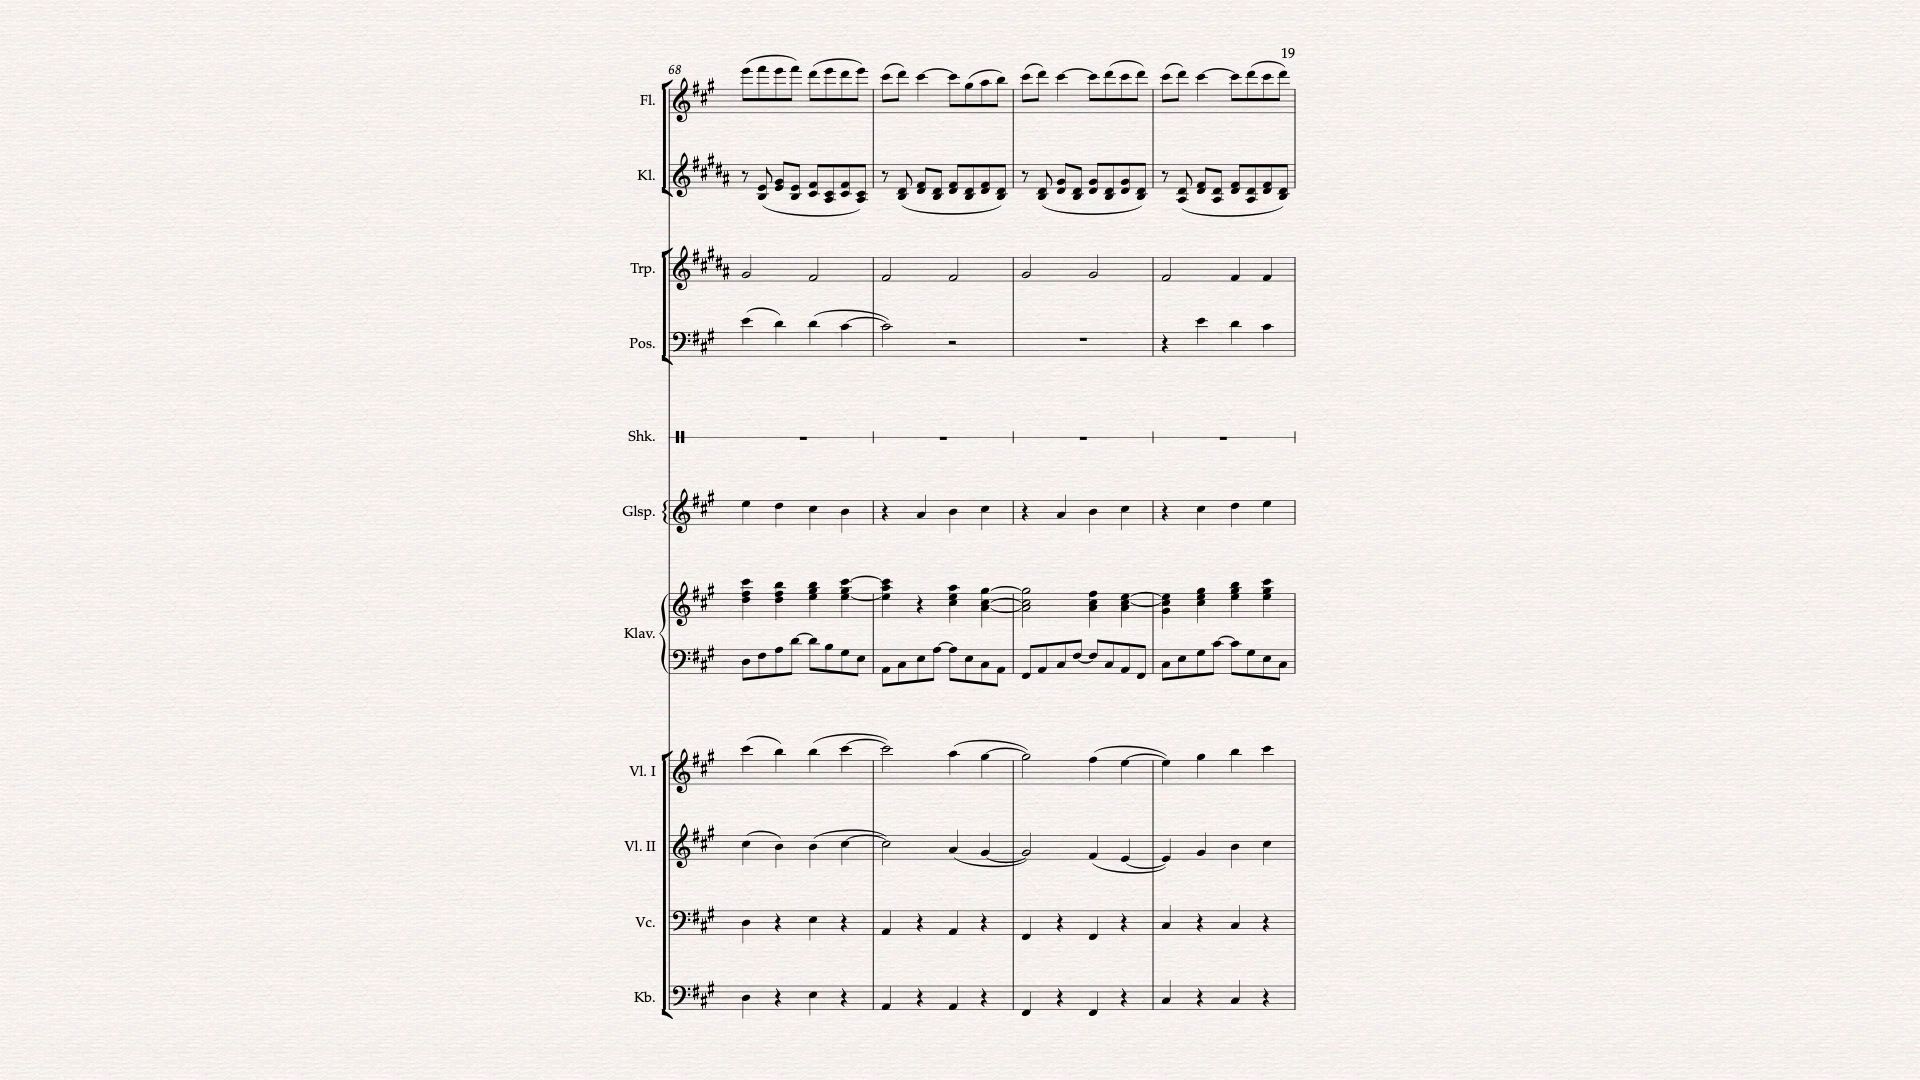 19
68
Fl.
Kl.
Trp.
Pos.
Shk.
Glsp.
Klav.
Vl. I
Vl. II
Vc.
Kb.